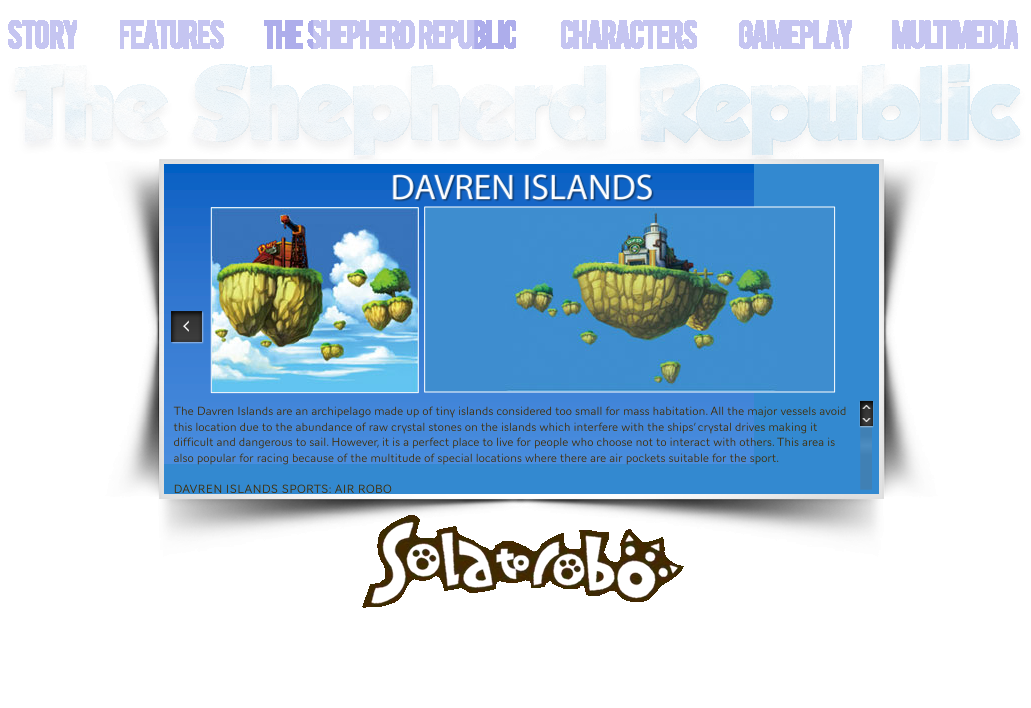 STORY FEATURES THE SHEPHERD REPUBLIC CHARACTERS GAMEPLAY MULTIMEDIA
The Shepherd Republic
DAVREN ISLANDS
The Davren Islands are an archipelago made up of tiny islands considered too small for mass habitation. All the major vessels avoid
this location due to the abundance of raw crystal stones on the islands which interfere with the ships' crystal drives making it
difficult and dangerous to sail. However, it is a perfect place to live for people who choose not to interact with others. This area is
also popular for racing because of the multitude of special locations where there are air pockets suitable for the sport.
DAVREN ISLANDS SPORTS: AIR ROBO
Solatorobo